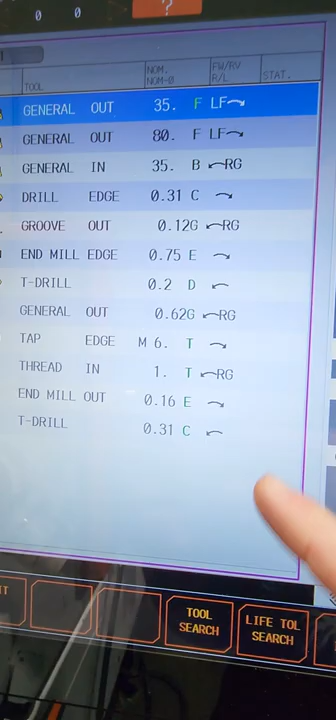 0 0
?
TOOL NOM. NOM-Ø FW/RV R/L STAT.
GENERAL OUT 35. F LF
GENERAL OUT 80. F LF
GENERAL IN 35. B RG
DRILL EDGE 0.31 C
GROOVE OUT 0.12G RG
END MILL EDGE 0.75 E
T-DRILL 0.2 D
GENERAL OUT 0.62G RG
TAP EDGE M 6. T
THREAD IN 1. T RG
END MILL OUT 0.16 E
T-DRILL 0.31 C
TOOL SEARCH
LIFE TOL SEARCH